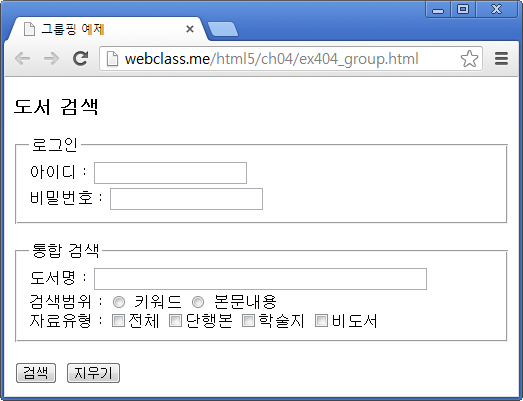 그룹핑 예제
webclass.me/html5/ch04/ex404_group.html
도서 검색
로그인
아이디 :
비밀번호 :
통합 검색
도서명 :
검색범위 : 키워드 본문내용
자료유형 : 전체 단행본 학술지 비도서
검색 지우기